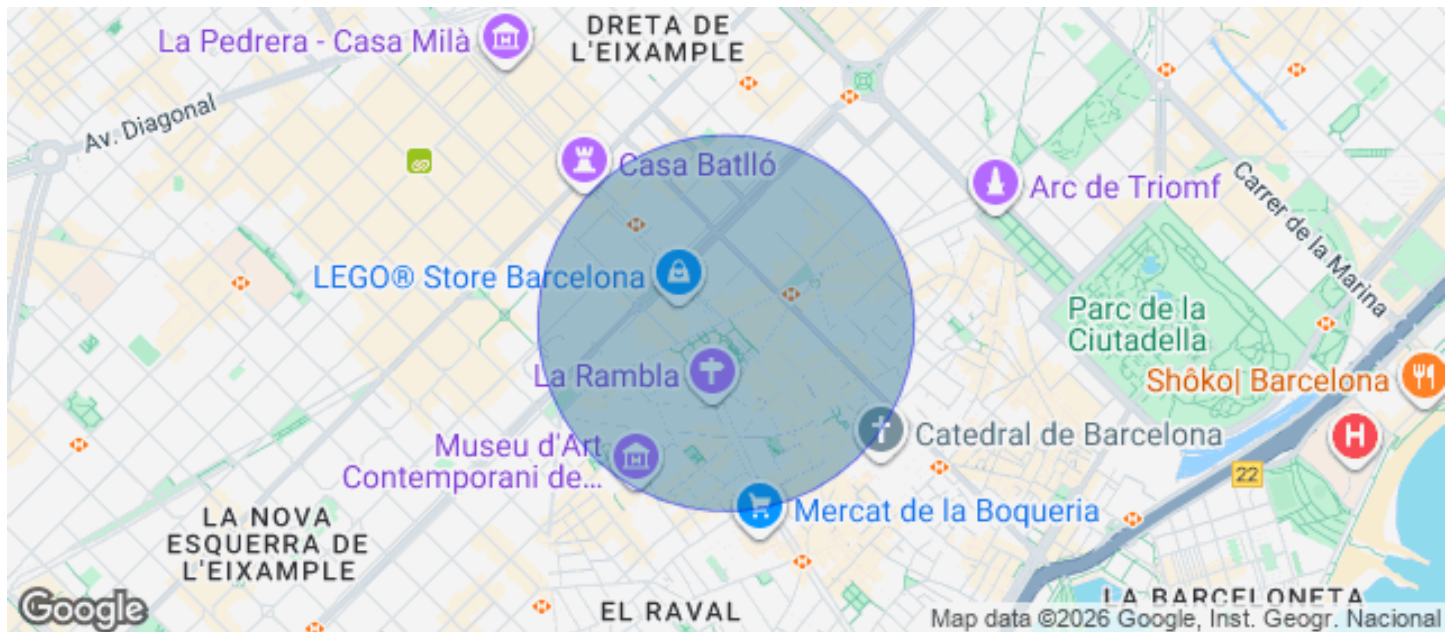 DRETA DE
L'EIXAMPLE
La Pedrera - Casa Milà
Av. Diagonal
Casa Batlló
Arc de Triomf
Carrer de la Marina
LEGO® Store Barcelona
Parc de la
Ciutadella
La Rambla
Shôko| Barcelona
H
Catedral de Barcelona
Museu d'Art
Contemporani de...
22
Mercat de la Boqueria
LA NOVA
ESQUERRA DE
L'EIXAMPLE
EL RAVAL
LA BARCELONETA
Google
Map data ©2026 Google, Inst. Geogr. Nacional